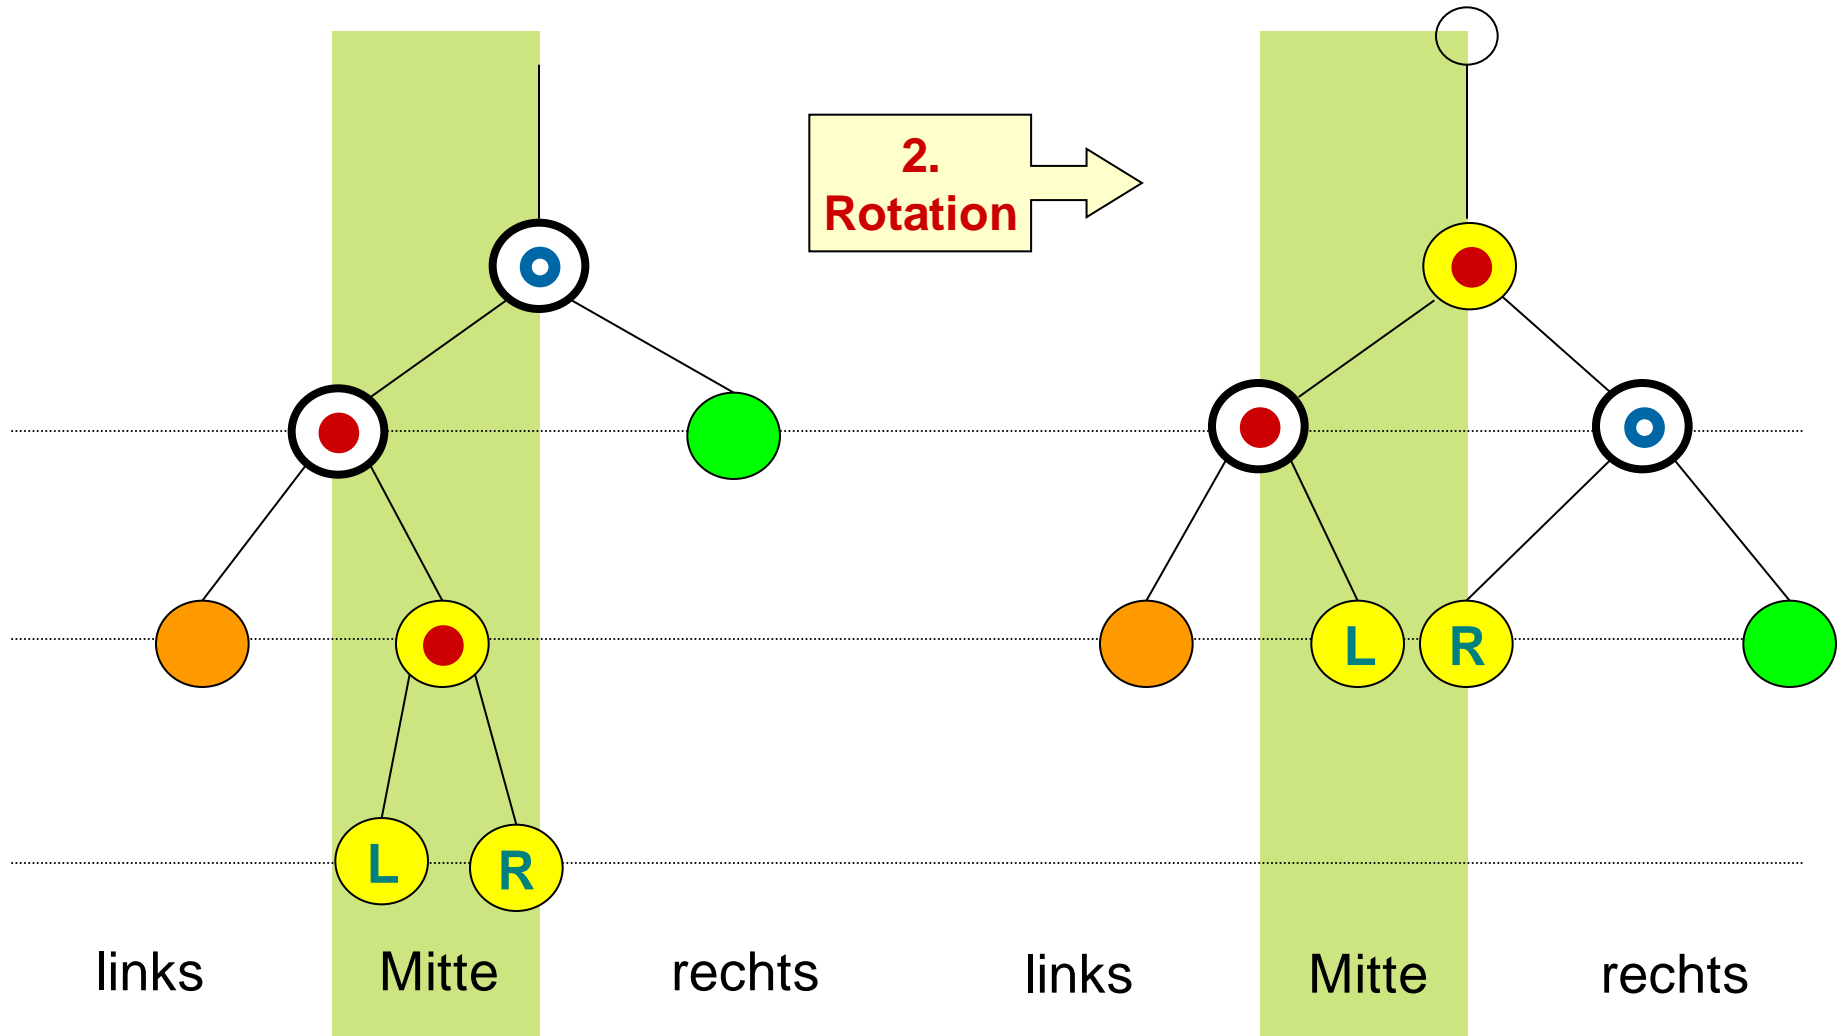 2.
Rotation
L
R
L
R
links
Mitte
rechts
links
Mitte
rechts